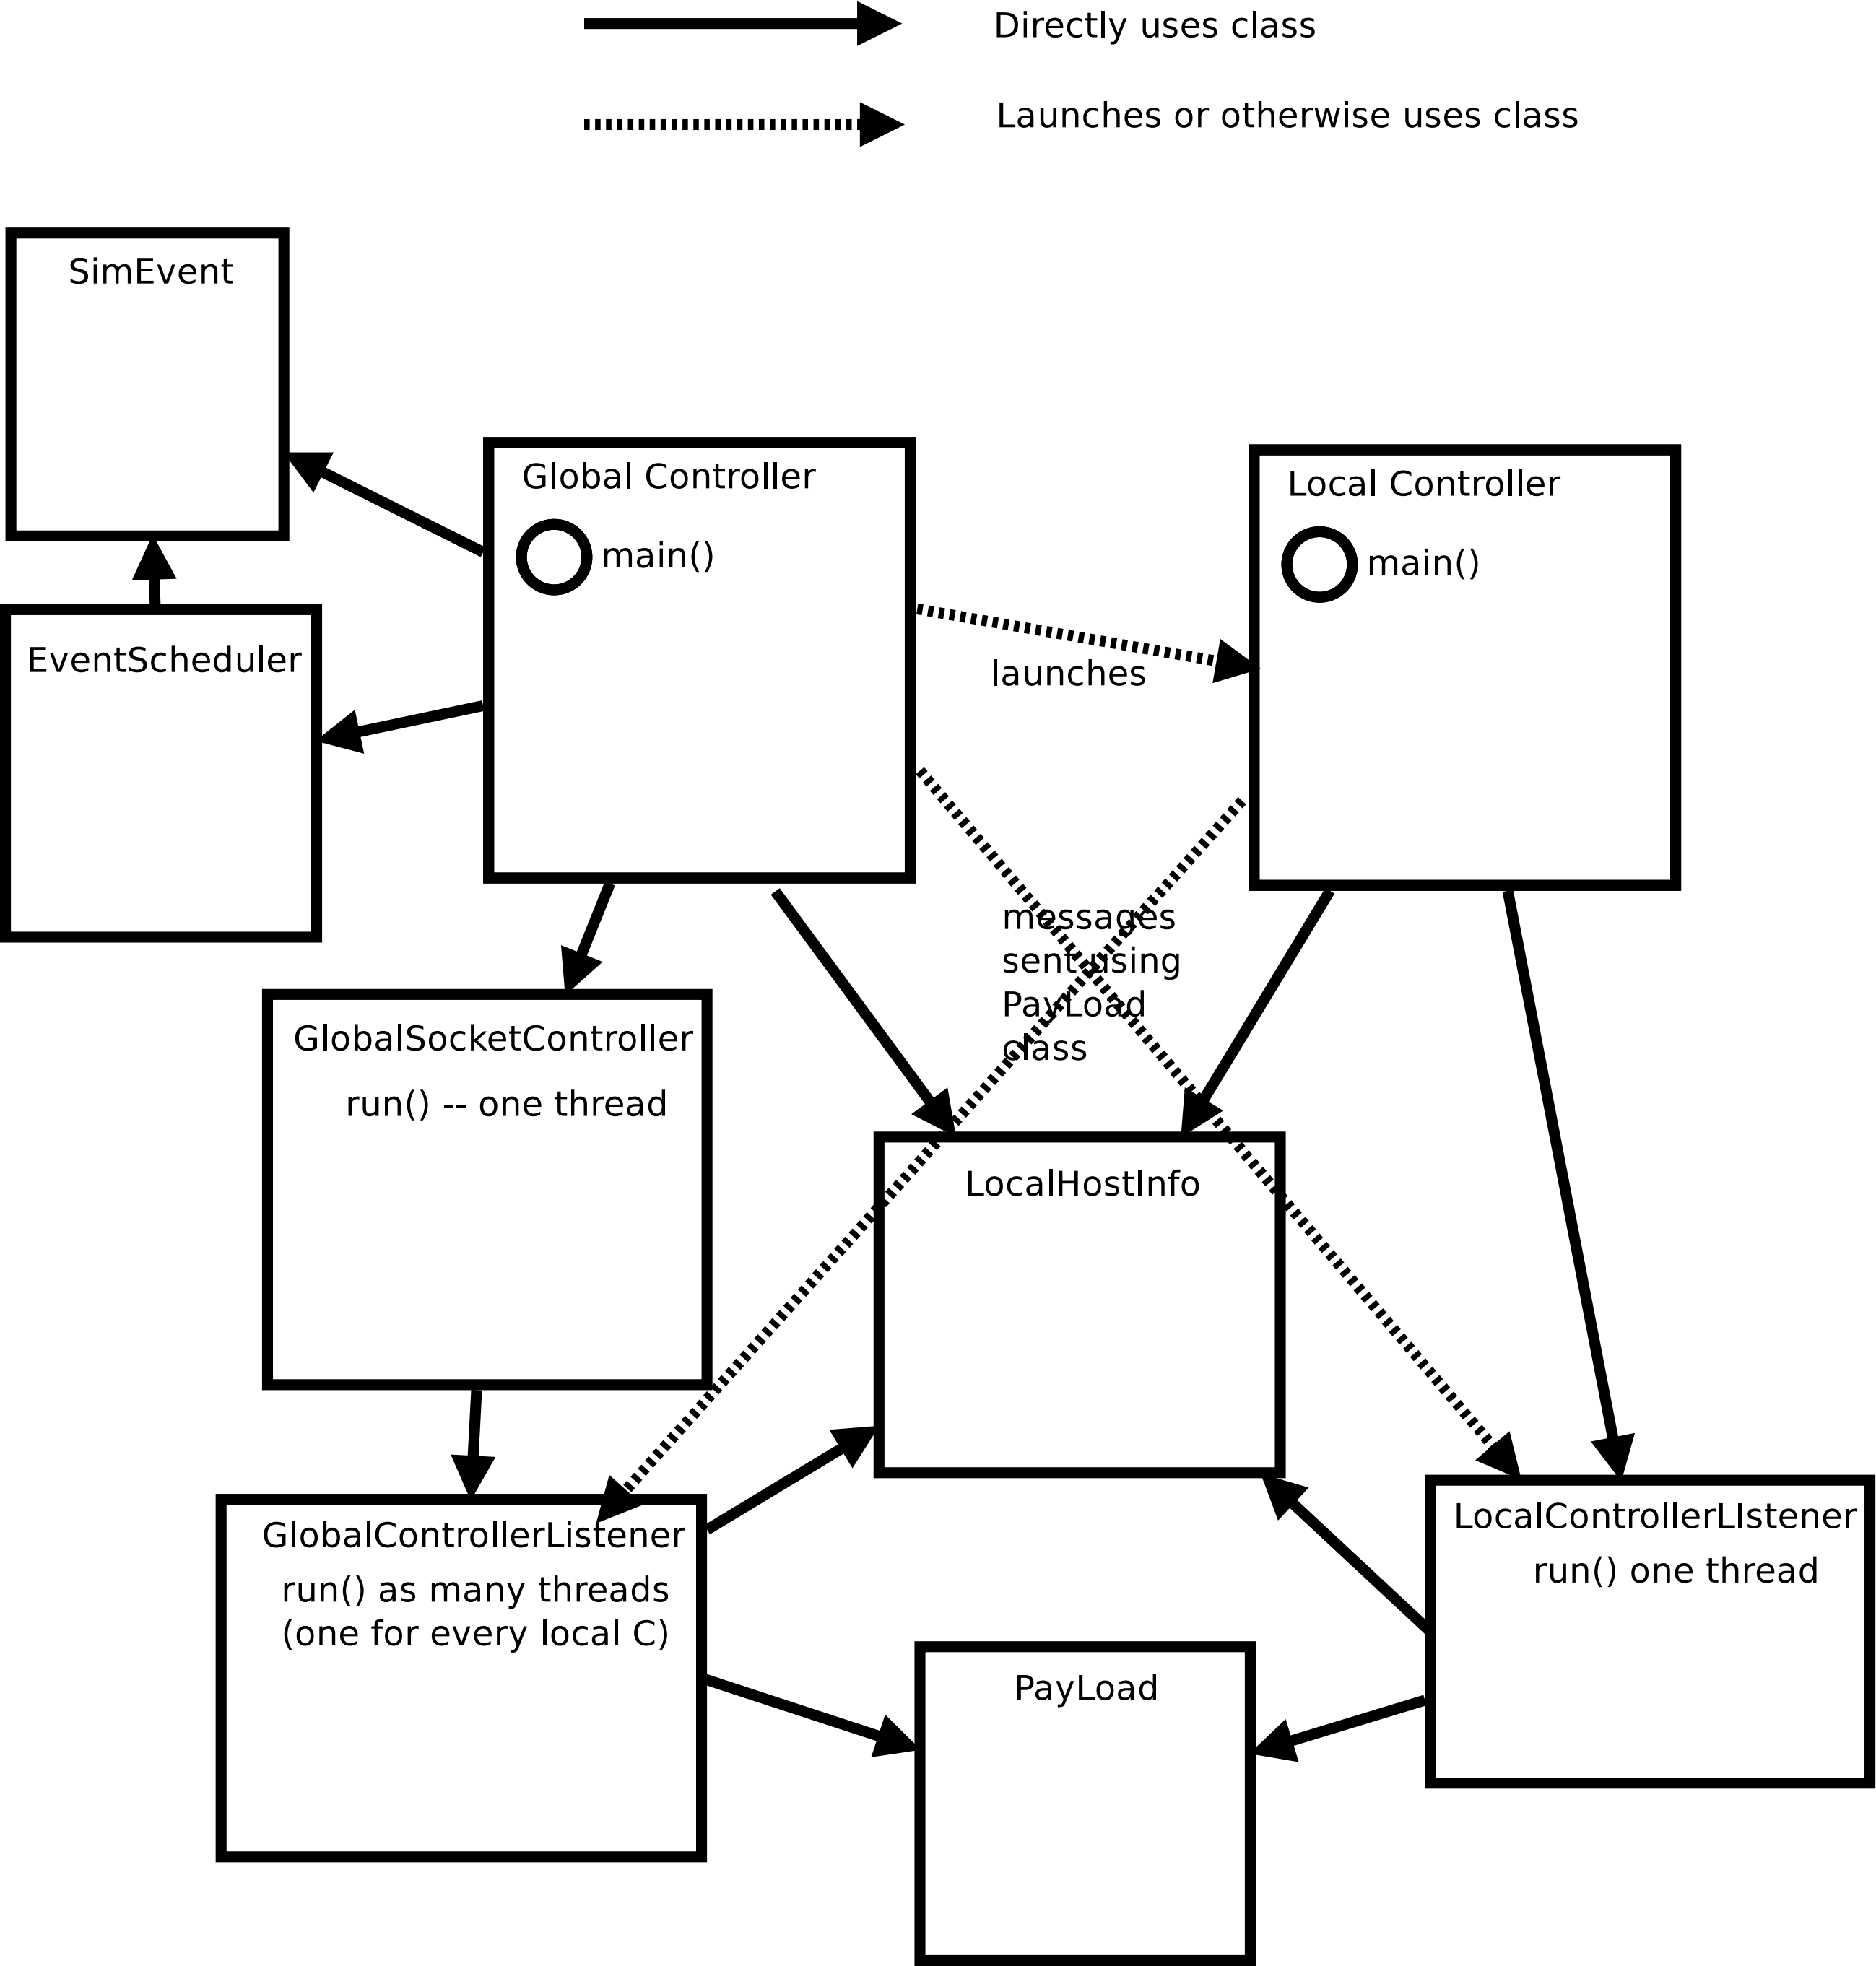 Directly uses class
Launches or otherwise uses class
SimEvent
Global Controller
main()
Local Controller
main()
EventScheduler
launches
messages
sent using
PayLoad
class
GlobalSocketController
run() -- one thread
LocalHostInfo
GlobalControllerListener
run() as many threads
(one for every local C)
LocalControllerLIstener
run() one thread
PayLoad